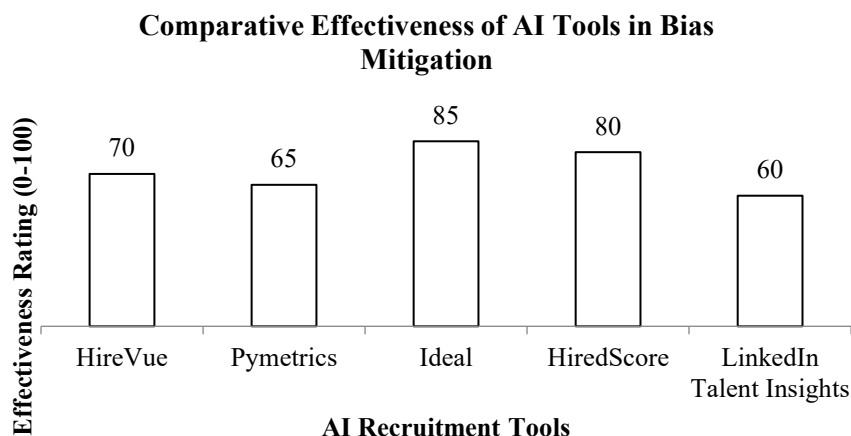 Comparative Effectiveness of AI Tools in Bias
Mitigation
Effectiveness Rating (0-100)
70
65
85
80
60
HireVue
Pymetrics
Ideal
HiredScore
LinkedIn
Talent Insights
AI Recruitment Tools